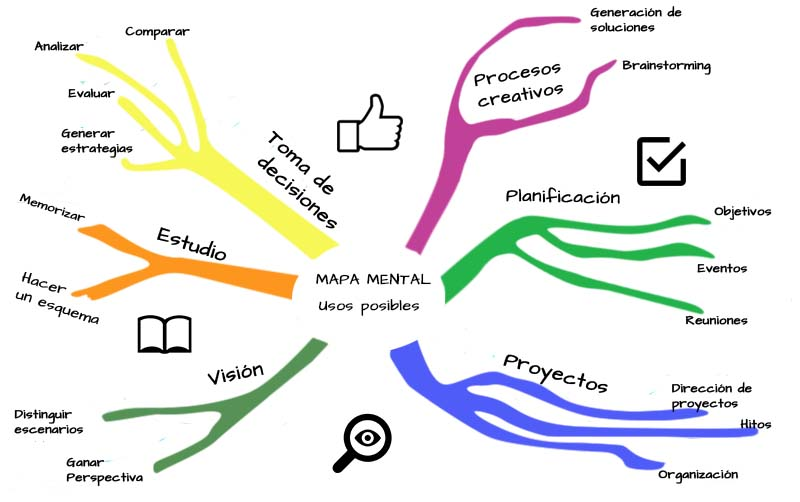 MAPA MENTAL
Usos posibles
Procesos
creativos
Generación de
soluciones
Brainstorming
Planificación
Objetivos
Eventos
Reuniones
Proyectos
Dirección de
proyectos
Hitos
Organización
Visión
Distinguir
escenarios
Ganar
Perspectiva
Estudio
Memorizar
Hacer
un esquema
Toma de
decisiones
Comparar
Analizar
Evaluar
Generar
estrategias